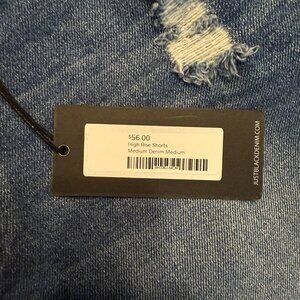 $56.00
High Rise Shorts
Medium Denim Medium
JUSTBLACKDENIM.COM